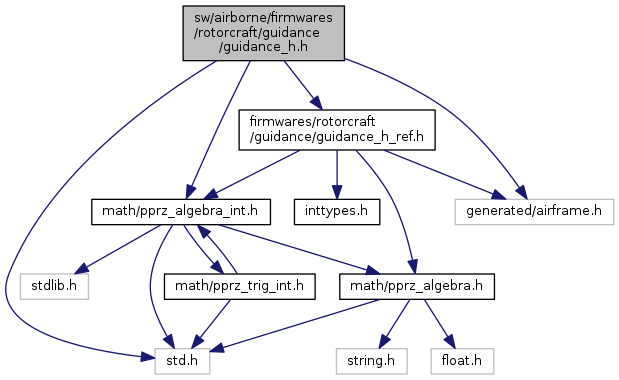 sw/airborne/firmwares
/rotorcraft/guidance
/guidance_h.h
firmwares/rotorcraft
/guidance/guidance_h_ref.h
math/pprz_algebra_int.h
inttypes.h
generated/airframe.h
stdlib.h
math/pprz_trig_int.h
math/pprz_algebra.h
std.h
string.h
float.h